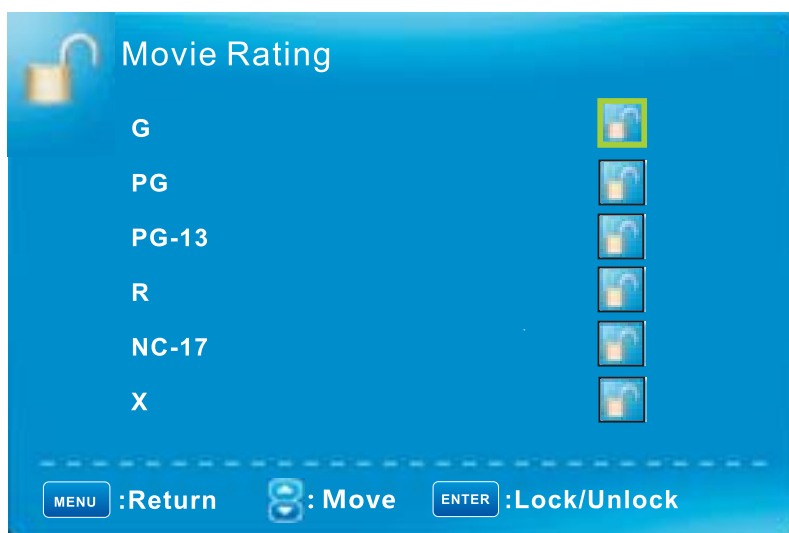 Movie Rating
G
PG
PG-13
R
NC-17
X
MENU :Return : Move ENTER :Lock/Unlock